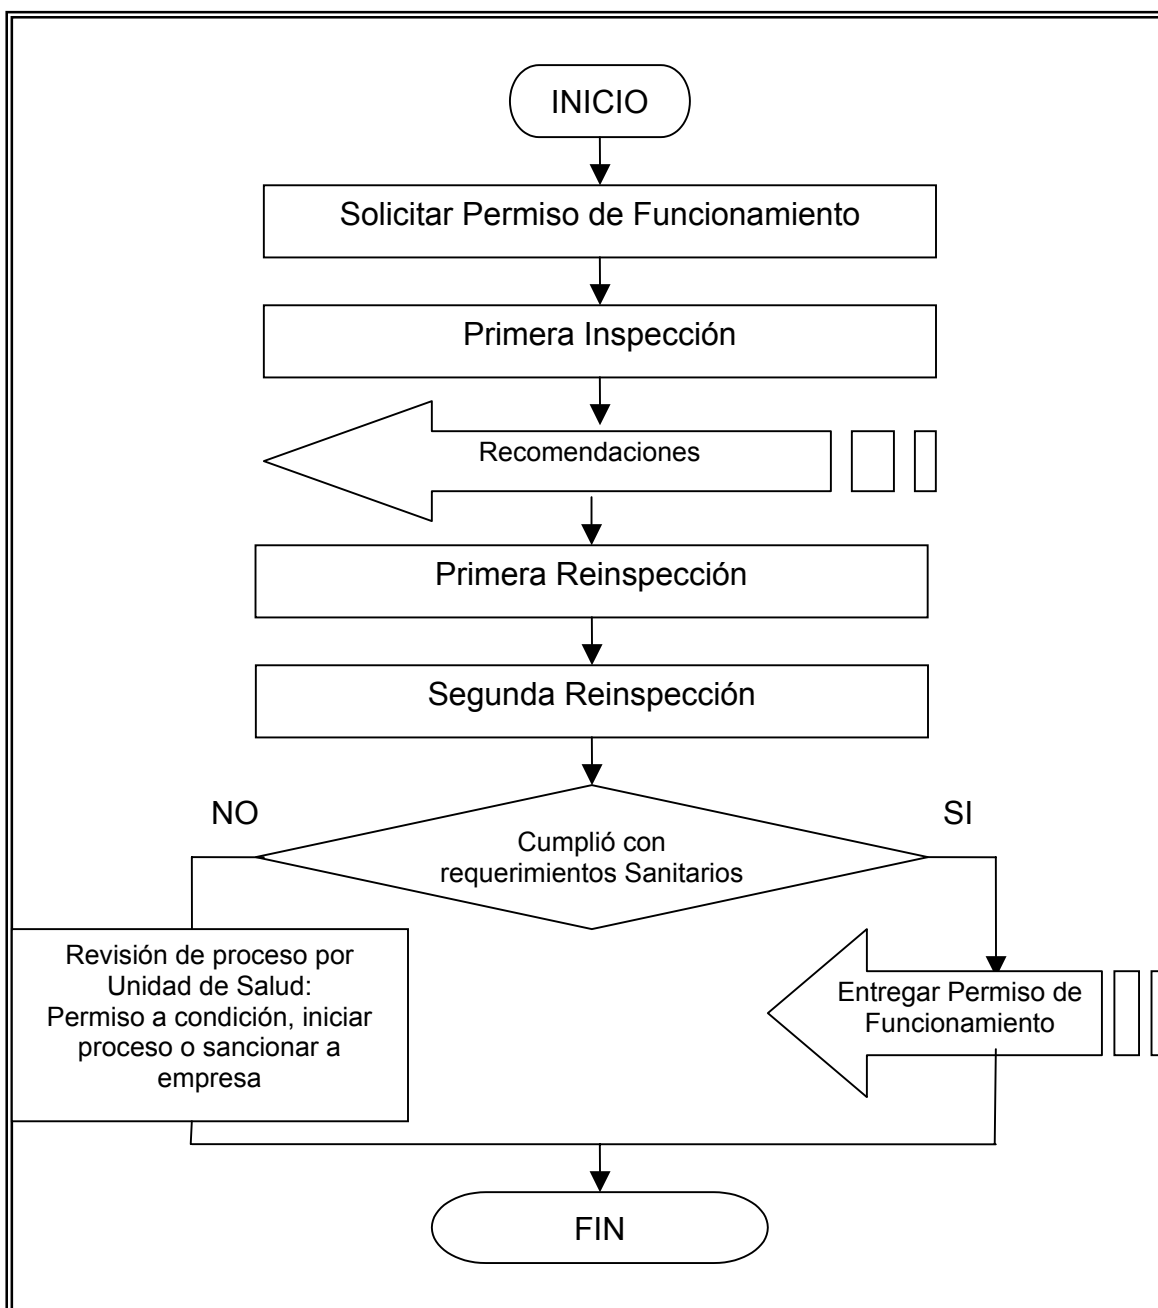 INICIO
Solicitar Permiso de Funcionamiento
Primera Inspección
Recomendaciones
Primera Reinspección
Segunda Reinspección
NO
SI
Cumplió con
requerimientos Sanitarios
Revisión de proceso por
Unidad de Salud:
Permiso a condición, iniciar
proceso o sancionar a
empresa
Entregar Permiso de
Funcionamiento
FIN